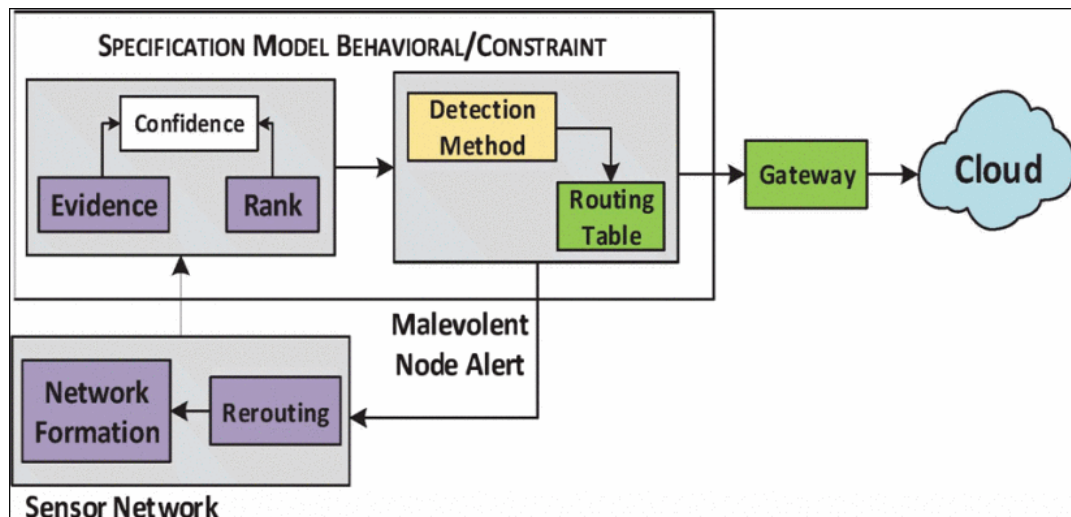 SPECIFICATION MODEL BEHAVIORAL/CONSTRAINT
Confidence
Evidence
Rank
Detection
Method
Routing
Table
Gateway
Cloud
Malevolent
Node Alert
Network
Formation
Rerouting
Sensor Network